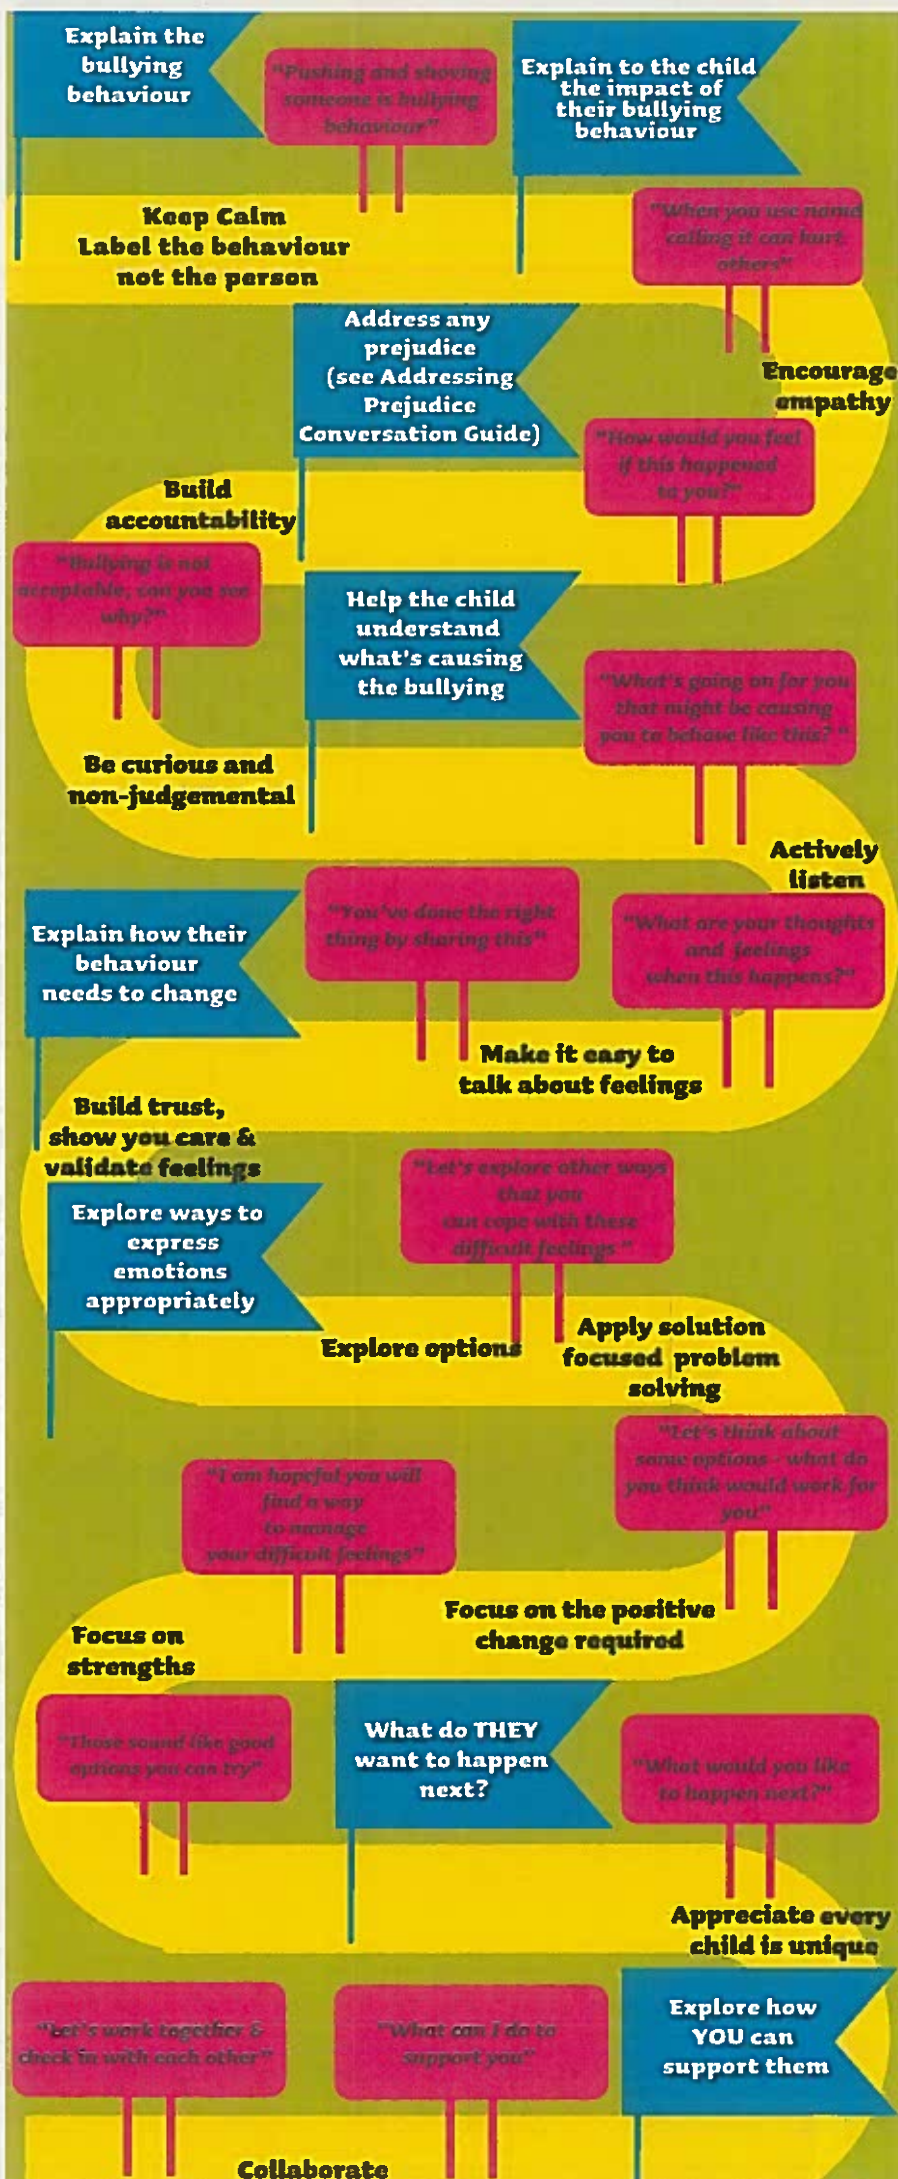 Explain the
bullying
behaviour
"Pushing and shoving
someone is bullying
behaviour"
Explain to the child
the impact of
their bullying
behaviour
Keep Calm
Label the behaviour
not the person
"When you use name
calling it can hurt
others"
Address any
prejudice
(see Addressing
Prejudice
Conversation Guide)
Encourage
empathy
"How would you feel
if this happened
to you?"
Build
accountability
"Bullying is not
acceptable, can you see
why?"
Help the child
understand
what's causing
the bullying
"What's going on for you
that might be causing
you to behave like this? "
Be curious and
non-judgemental
Actively
listen
Explain how their
behaviour
needs to change
"You've done the right
thing by sharing this"
"What are your thoughts
and feelings
when this happens?"
Make it easy to
talk about feelings
Build trust,
show you care &
validate feelings
Explore ways to
express
emotions
appropriately
"Let's explore other ways
that you
can cope with these
difficult feelings "
Explore options
Apply solution
focused problem
solving
"Let's think about
some options - what do
you think would work for
you"
"I am hopeful you will
find a way
to manage
your difficult feelings"
Focus on the positive
change required
Focus on
strengths
"Those sound like good
options you can try"
What do THEY
want to happen
next?
"What would you like
to happen next?"
Appreciate every
child is unique
Explore how
YOU can
support them
"What can I do to
support you"
"Let's work together &
check in with each other"
Collaborate